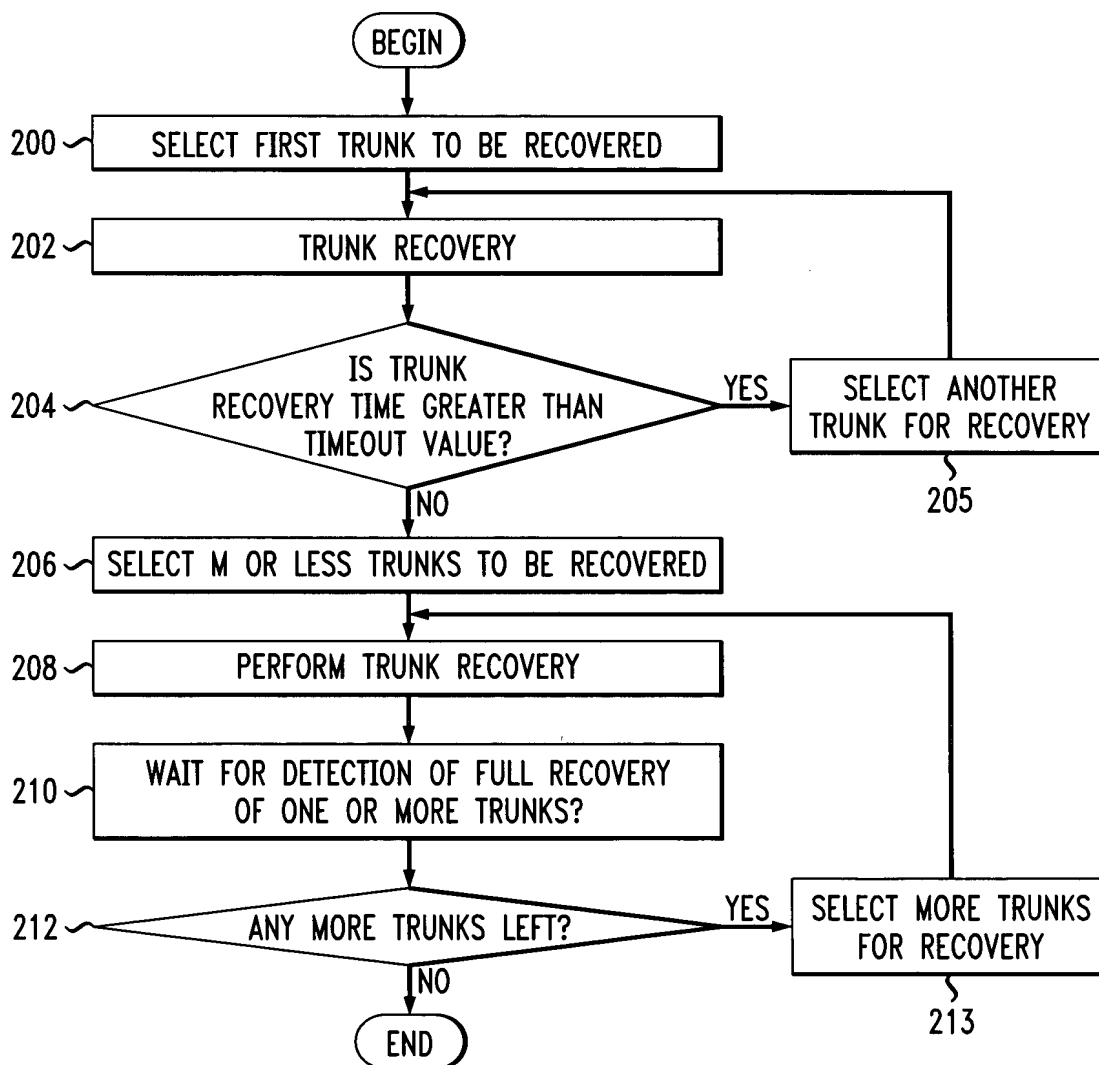 BEGIN
200
SELECT FIRST TRUNK TO BE RECOVERED
202
TRUNK RECOVERY
204
IS TRUNK
RECOVERY TIME GREATER THAN
TIMEOUT VALUE?
YES
SELECT ANOTHER
TRUNK FOR RECOVERY
205
NO
206
SELECT M OR LESS TRUNKS TO BE RECOVERED
208
PERFORM TRUNK RECOVERY
210
WAIT FOR DETECTION OF FULL RECOVERY
OF ONE OR MORE TRUNKS?
212
ANY MORE TRUNKS LEFT?
YES
SELECT MORE TRUNKS
FOR RECOVERY
213
NO
END